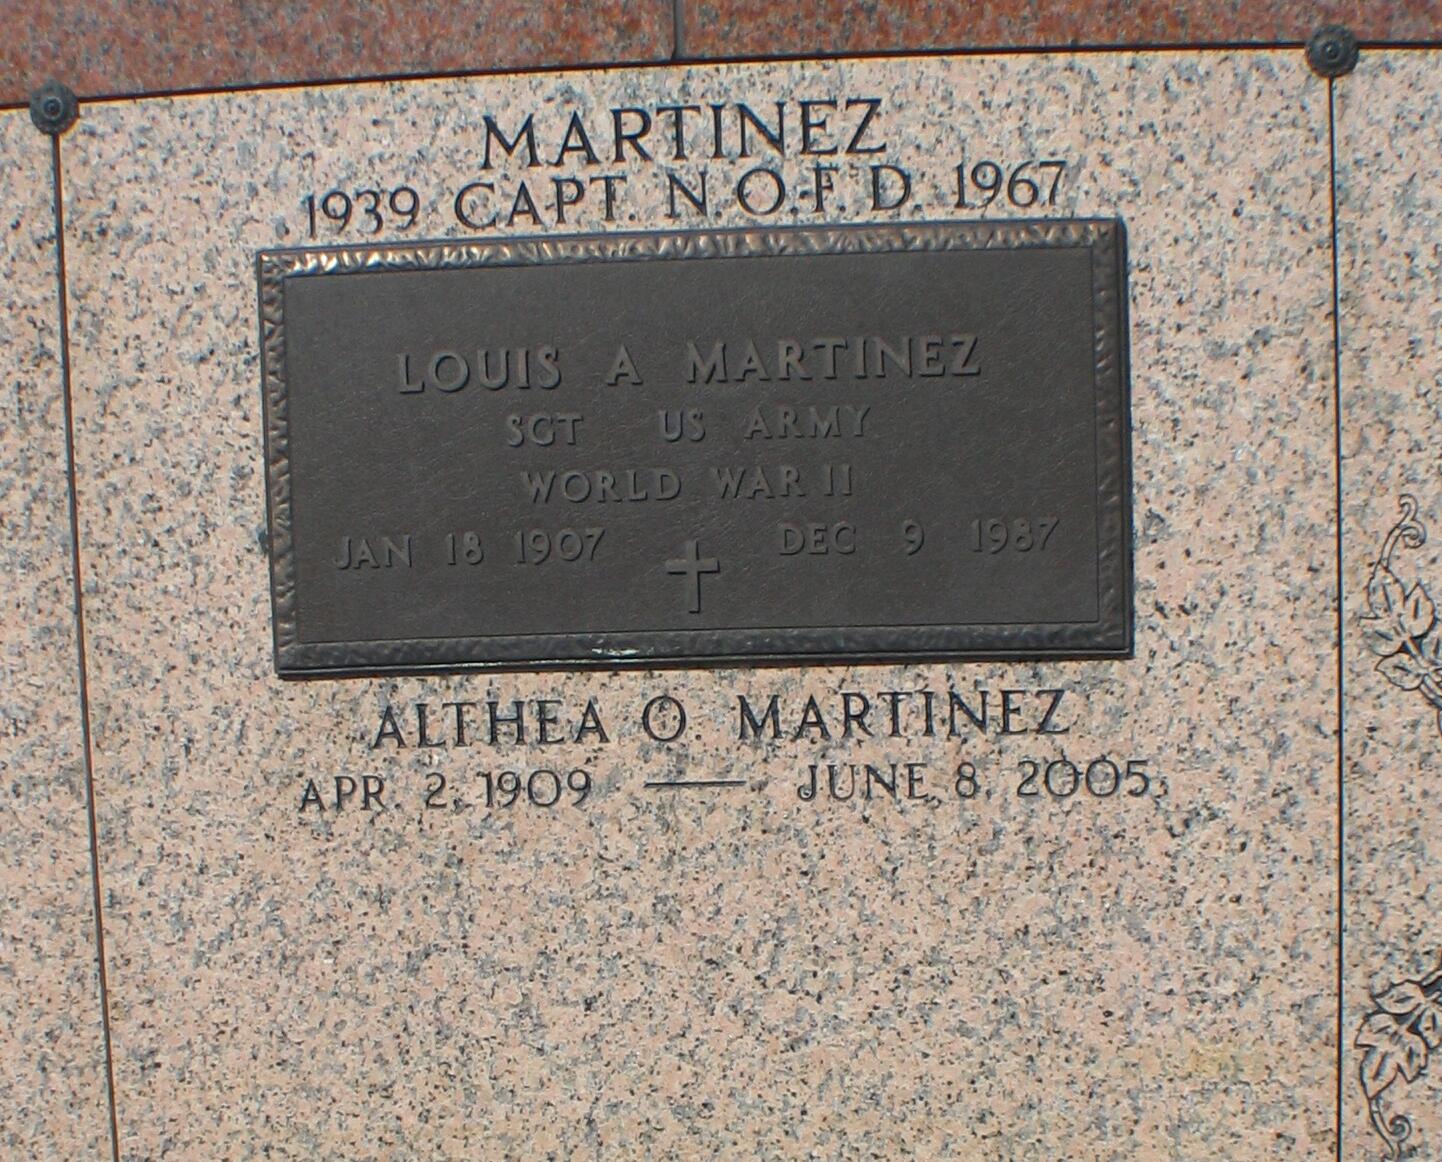 MARTINEZ
1939 CAPT. N.O.F.D. 1967
LOUIS A MARTINEZ
SGT US ARMY
WORLD WAR II
JAN 18 1907 DEC 9 1987
ALTHEA O. MARTINEZ
APR. 2, 1909 — JUNE 8, 2005